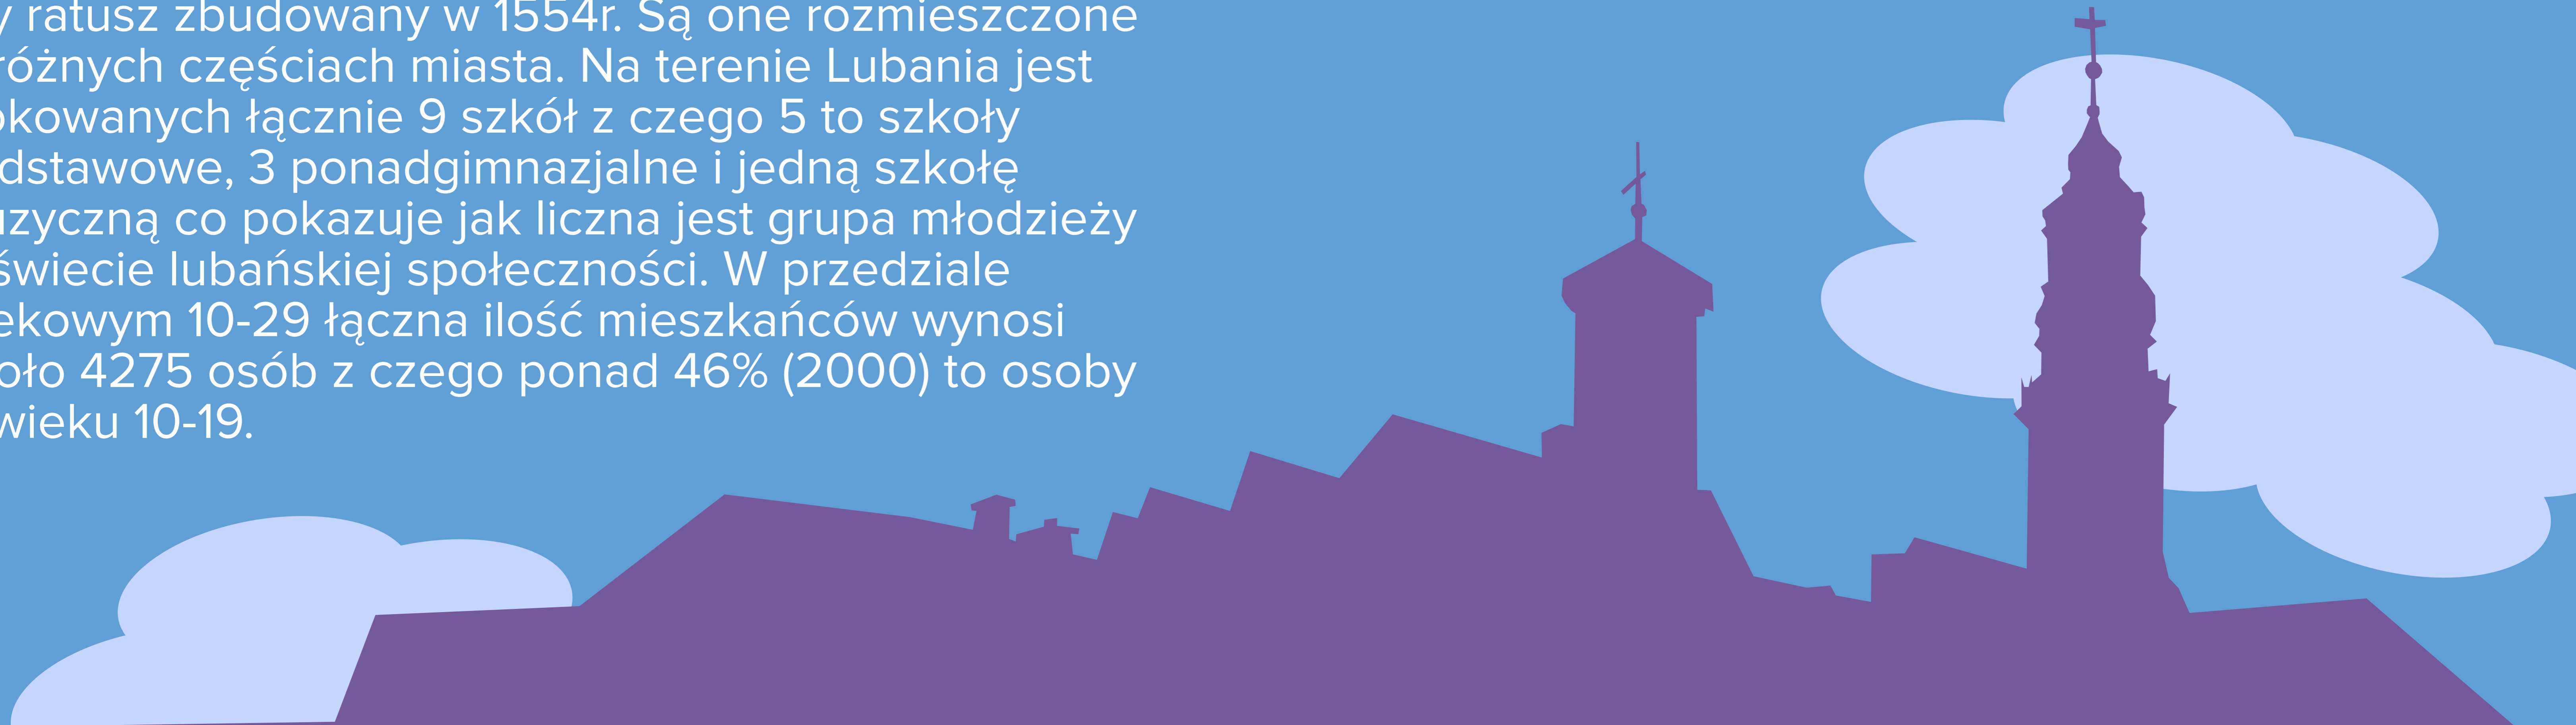 y ratusz zbudowany w 1554r. Są one rozmieszczone
różnych częściach miasta. Na terenie Lubania jest
okowanych łącznie 9 szkół z czego 5 to szkoły
dstawowe, 3 ponadgimnazjalne i jedną szkołę
uzyczną co pokazuje jak liczna jest grupa młodzieży
świecie lubańskiej społeczności. W przedziale
ekowym 10-29 łączna ilość mieszkańców wynosi
oło 4275 osób z czego ponad 46% (2000) to osoby
wieku 10-19.